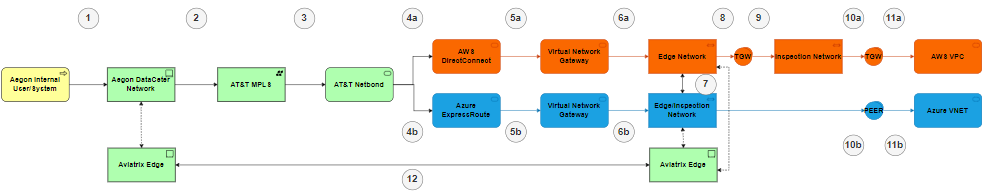 1
2
3
4a
5a
6a
8
9
10a
11a
AWS
DirectConnect
Virtual Network
Gateway
Edge Network
TGW
Inspection Network
TGW
AWS VPC
Aegon Internal
User/System
Aegon DataCeter
Network
AT&T MPLS
AT&T Netbond
7
Azure
ExpressRoute
Virtual Network
Gateway
Edge/Inspection
Network
PEER
Azure VNET
4b
5b
6b
10b
11b
Aviatrix Edge
12
Aviatrix Edge